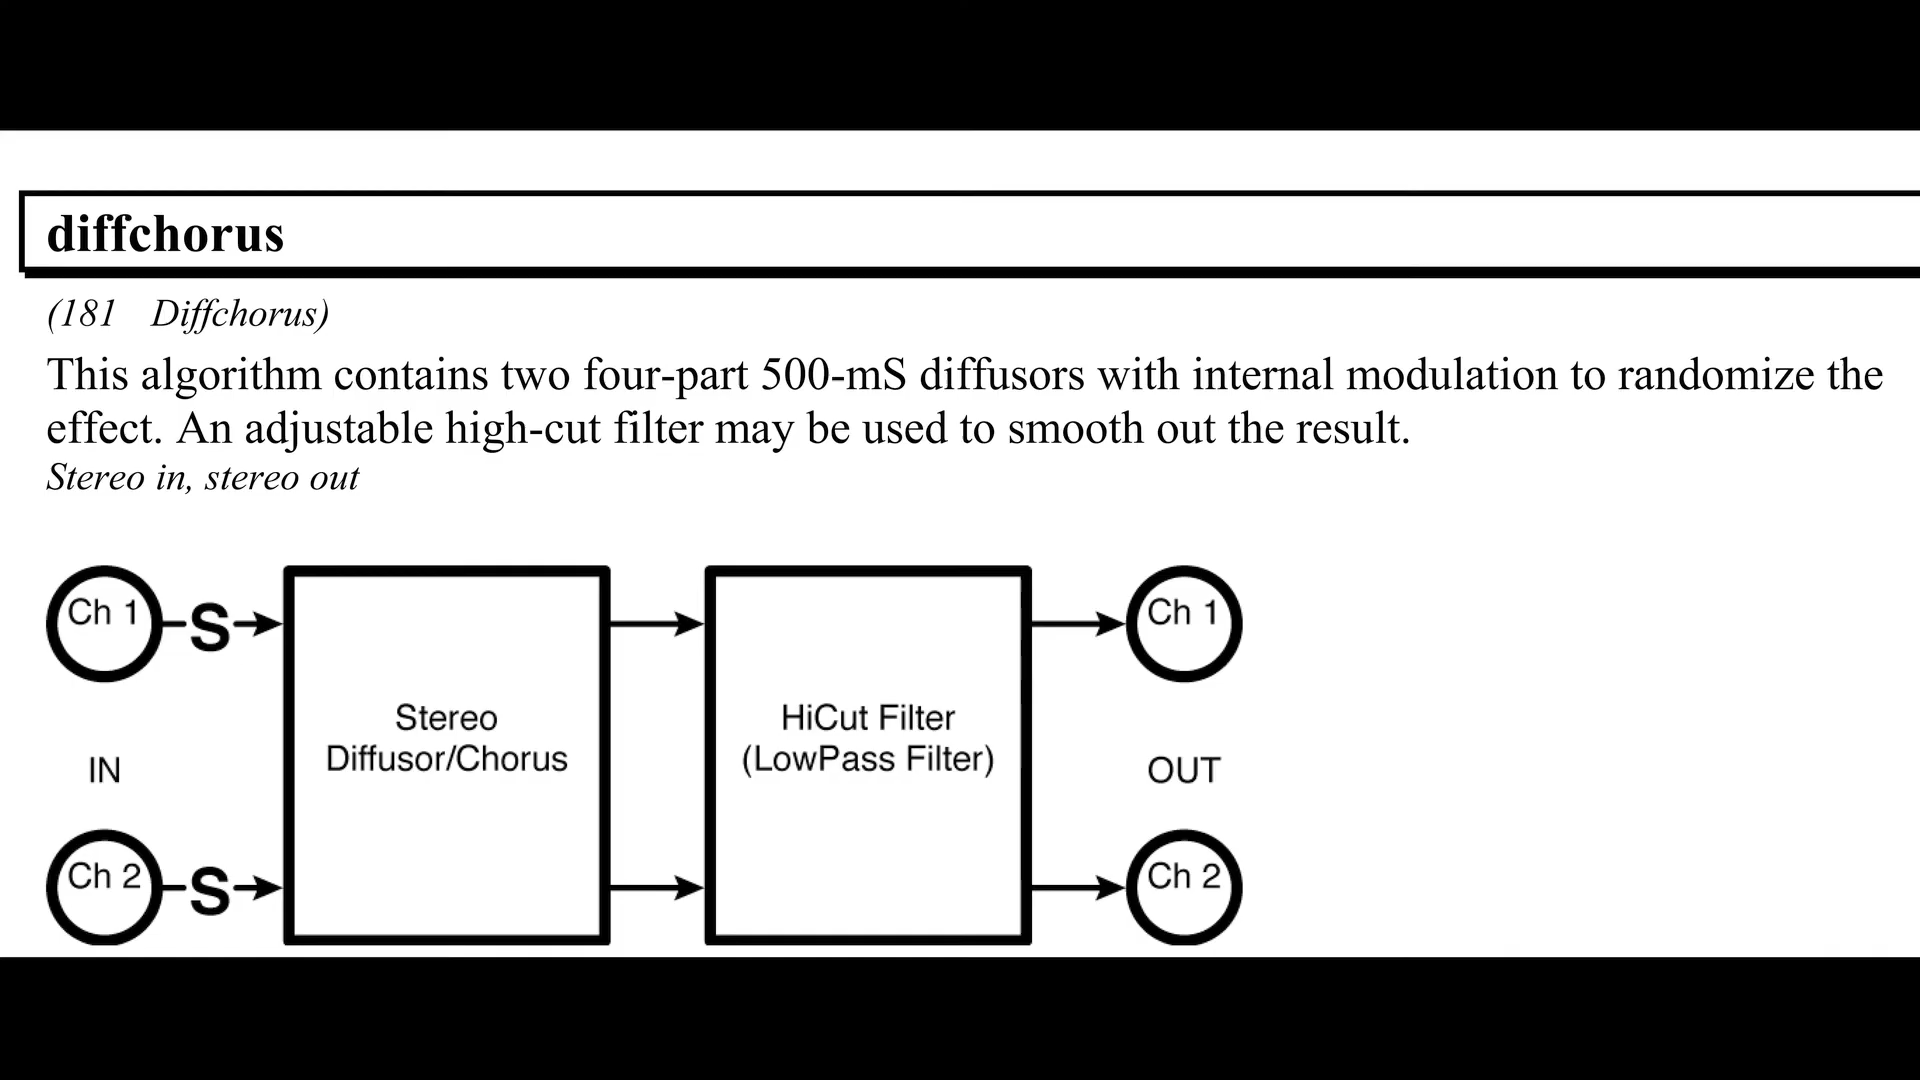 diffchorus
(181 Diffchorus)
This algorithm contains two four-part 500-mS diffusors with internal modulation to randomize the
effect. An adjustable high-cut filter may be used to smooth out the result.
Stereo in, stereo out
Ch 1
S
Ch 1
Stereo
Diffusor/Chorus
HiCut Filter
(LowPass Filter)
IN
OUT
Ch 2
S
Ch 2